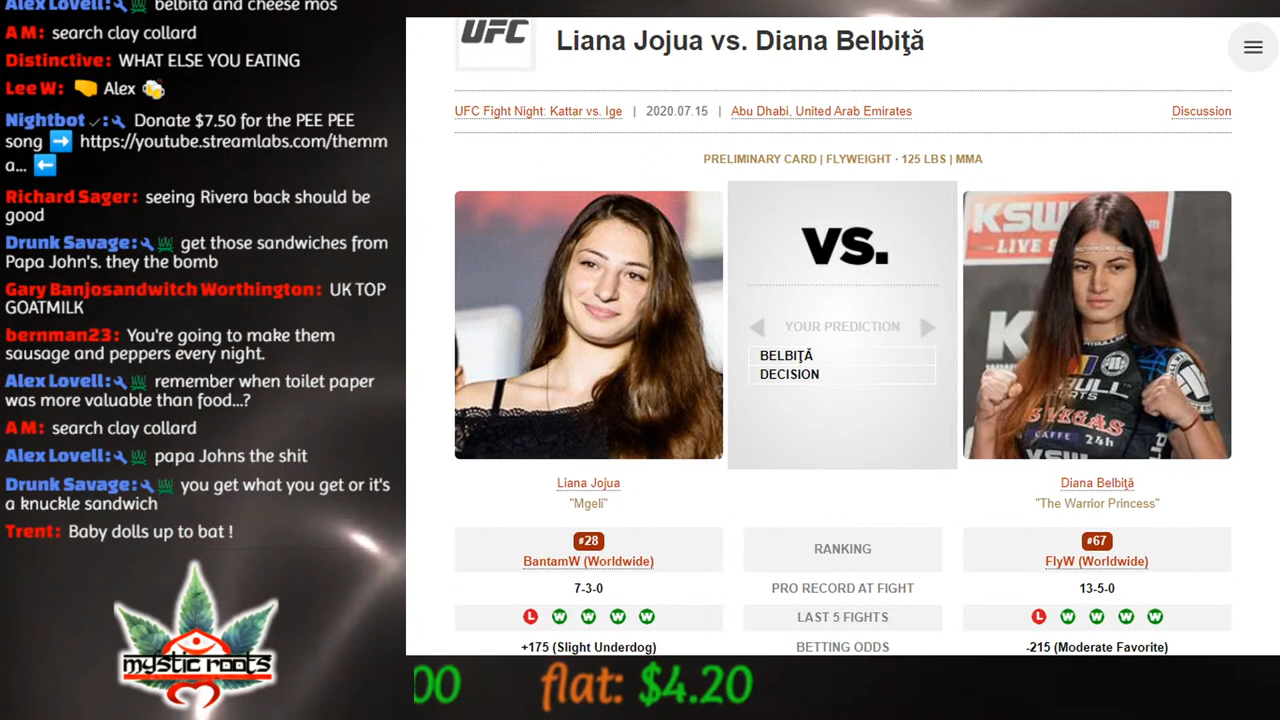 Alex Lovell: belbita and cheese mos
A M: search clay collard
Distinctive: WHAT ELSE YOU EATING
Lee W: 🤜 Alex 🍻
Nightbot ✓: Donate $7.50 for the PEE PEE
song ➡ https://youtube.streamlabs.com/themm
a... ⬅
Richard Sager: seeing Rivera back should be
good
Drunk Savage: get those sandwiches from
Papa John's. they the bomb
Gary Banjosandwitch Worthington: UK TOP
GOATMILK
bernman23: You're going to make them
sausage and peppers every night.
Alex Lovell: remember when toilet paper
was more valuable than food...?
A M: search clay collard
Alex Lovell: papa Johns the shit
Drunk Savage: you get what you get or it's
a knuckle sandwich
Trent: Baby dolls up to bat !
mystic roots
UFC
Liana Jojua vs. Diana Belbiţă
UFC Fight Night: Kattar vs. Ige | 2020.07.15 | Abu Dhabi, United Arab Emirates
Discussion
PRELIMINARY CARD | FLYWEIGHT · 125 LBS | MMA
VS.
YOUR PREDICTION
BELBIŢĂ
DECISION
KSW
LIVE
K
BULL
SPORTS
VEGAS
CAFFE 24h
Liana Jojua
Diana Belbiţă
"Mgeli"
"The Warrior Princess"
#28
RANKING
#67
BantamW (Worldwide)
FlyW (Worldwide)
7-3-0
PRO RECORD AT FIGHT
13-5-0
L W W W W
LAST 5 FIGHTS
L W W W W
+175 (Slight Underdog)
BETTING ODDS
-215 (Moderate Favorite)
00 flat: $4.20